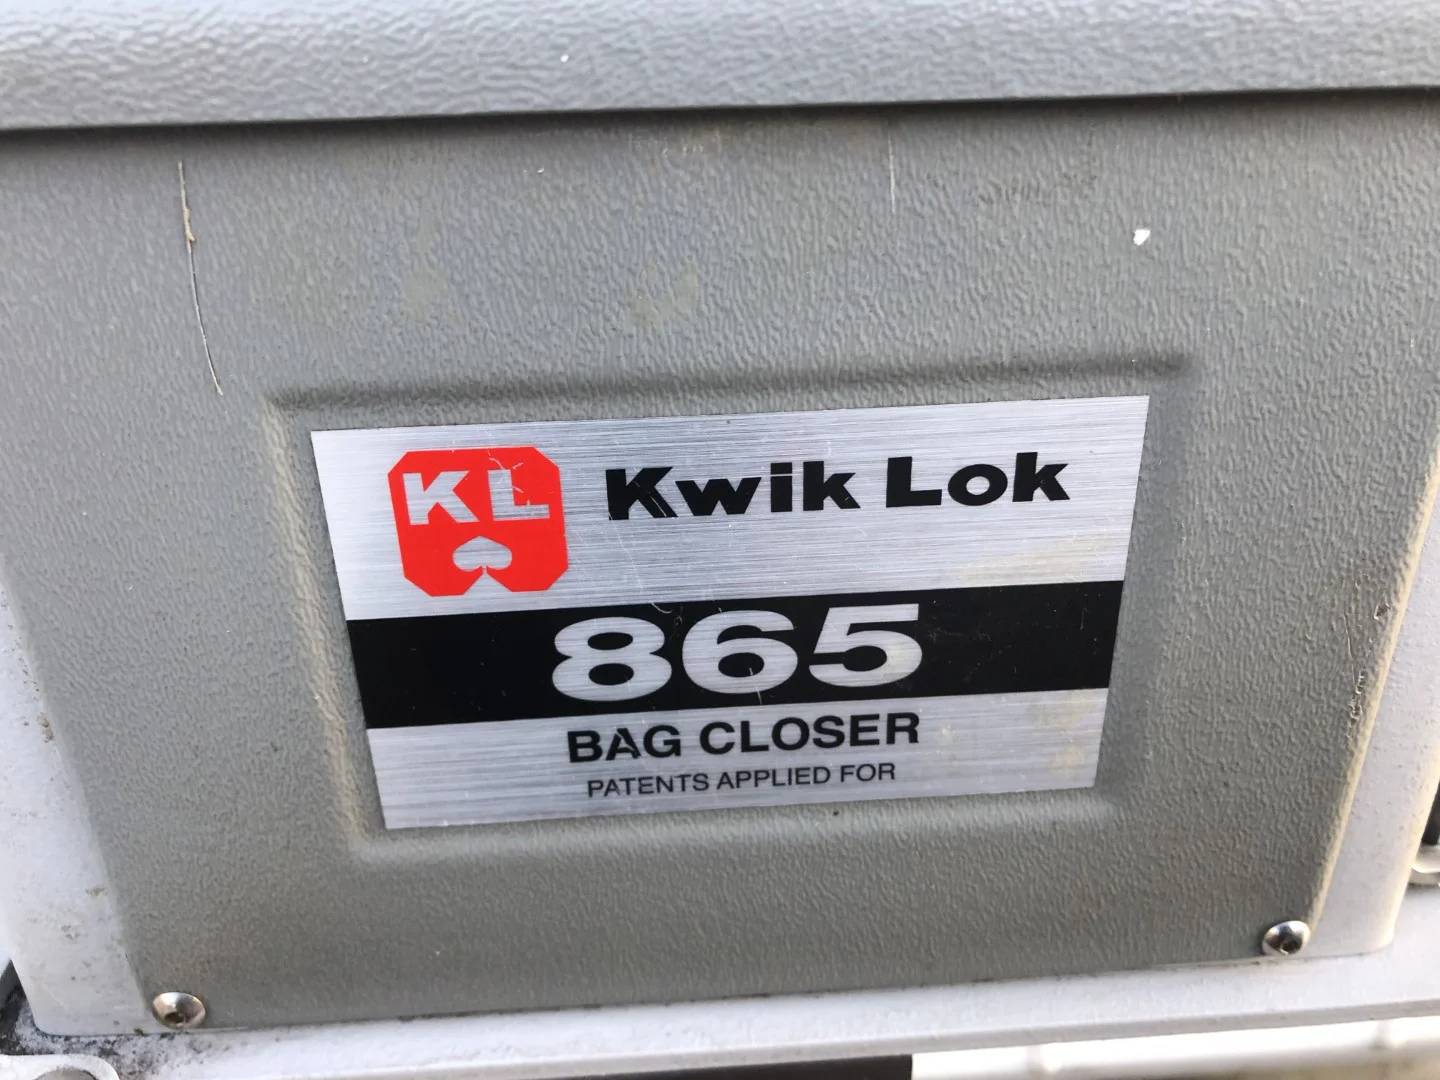 KL Kwik Lok
865
BAG CLOSER
PATENTS APPLIED FOR